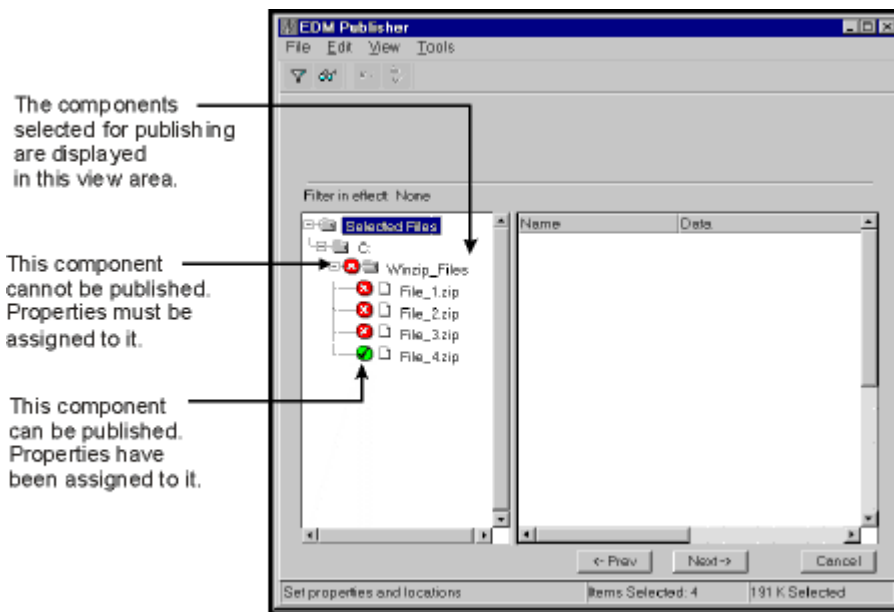 EDM Publisher
File Edit View Tools
The components
selected for publishing
are displayed
in this view area.
Filter in effect: None
Selected Files
C:
Winzip_Files
File_1.zip
File_2.zip
File_3.zip
File_4.zip
Name Data
This component
cannot be published.
Properties must be
assigned to it.
This component
can be published.
Properties have
been assigned to it.
<- Prev Next -> Cancel
Set properties and locations Items Selected: 4 191 K Selected